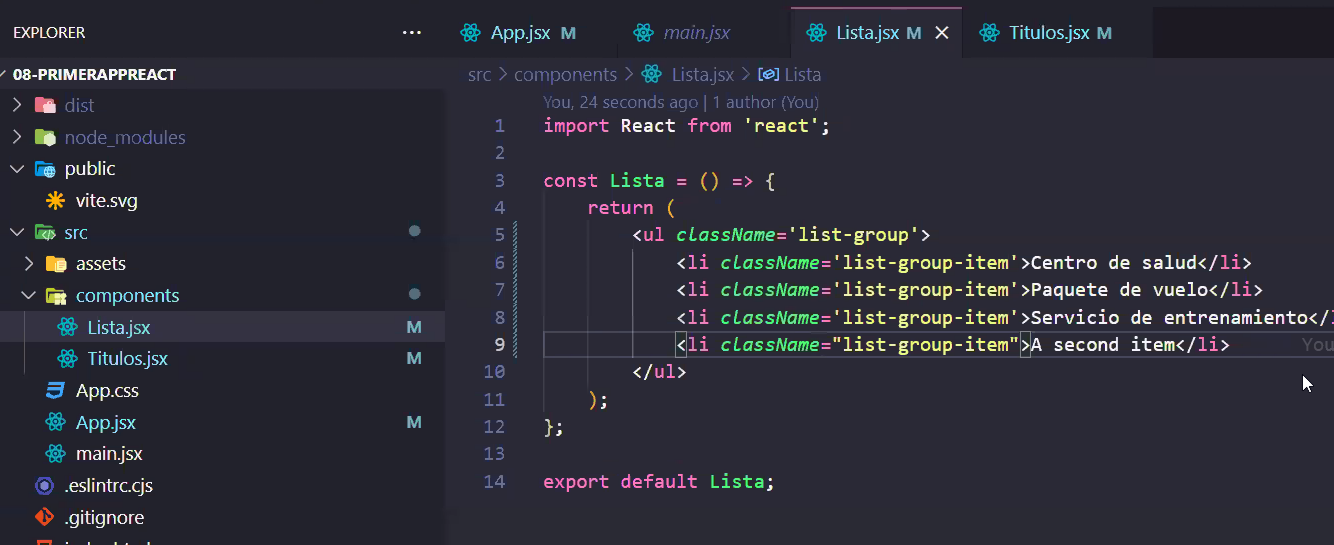 EXPLORER ...
App.jsx M main.jsx Lista.jsx M Titulos.jsx M
08-PRIMERAPPREACT
src > components > Lista.jsx > Lista
dist
node_modules
public
vite.svg
src
assets
components
Lista.jsx M
Titulos.jsx M
App.css
App.jsx M
main.jsx
.eslintrc.cjs
.gitignore
You, 24 seconds ago | 1 author (You)
1 import React from 'react';
2
3 const Lista = () => {
4 return (
5 <ul className='list-group'>
6 <li className='list-group-item'>Centro de salud</li>
7 <li className='list-group-item'>Paquete de vuelo</li>
8 <li className='list-group-item'>Servicio de entrenamiento</
9 <li className="list-group-item">A second item</li> You
10 </ul>
11 );
12 };
13
14 export default Lista;